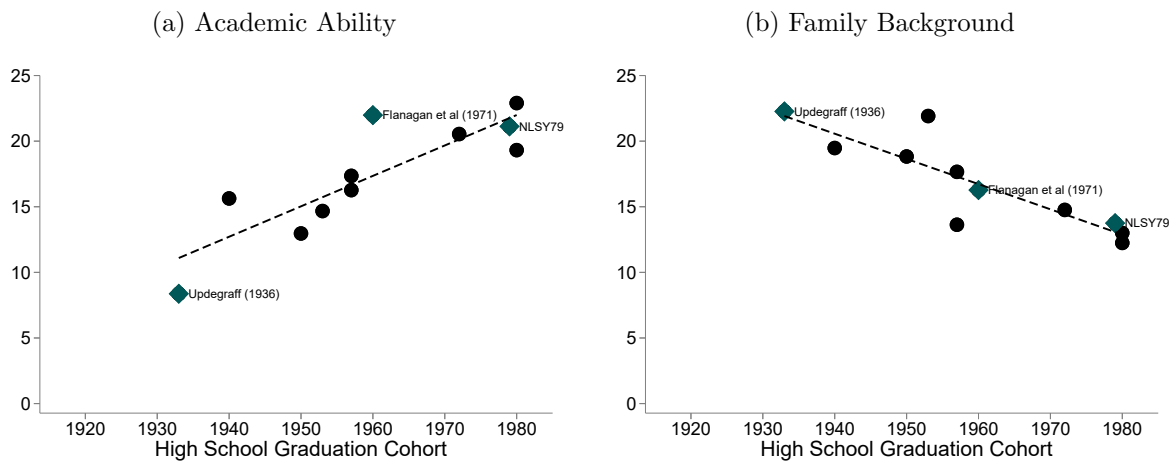 (a) Academic Ability
25
20
15
10
5
0
Flanagan et al (1971)
NLSY79
Updegraff (1936)
1920 1930 1940 1950 1960 1970 1980
High School Graduation Cohort
(b) Family Background
25
20
15
10
5
0
Updegraff (1936)
Flanagan et al (1971)
NLSY79
1920 1930 1940 1950 1960 1970 1980
High School Graduation Cohort